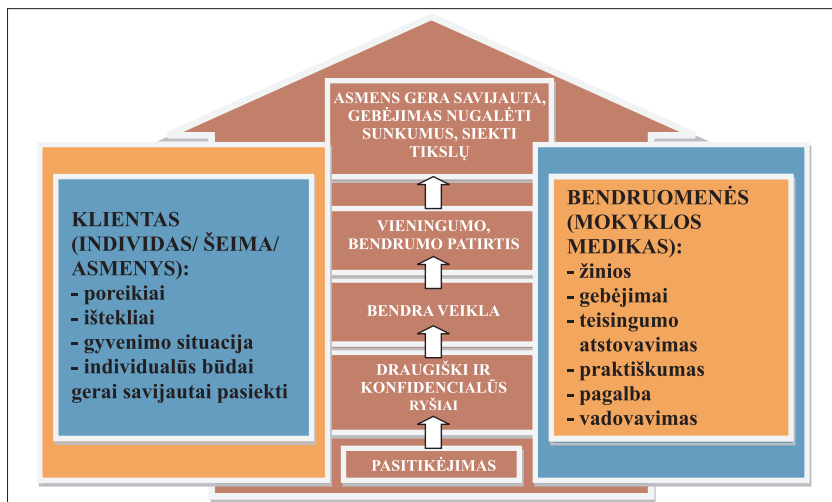 ASMENS GERA SAVIJAUTA,
GEBĖJIMAS NUGALĖTI
SUNKUMUS, SIEKTI
TIKSLŲ
VIENINGUMO,
BENDRUMO PATIRTIS
BENDRA VEIKLA
DRAUGIŠKI IR
KONFIDENCIALŪS
RYŠIAI
PASITIKĖJIMAS
KLIENTAS
(INDIVIDAS/ ŠEIMA/
ASMENYS):
- poreikiai
- ištekliai
- gyvenimo situacija
- individualūs būdai
gerai savijautai pasiekti
BENDRUOMENĖS
(MOKYKLOS
MEDIKAS):
- žinios
- gebėjimai
- teisingumo
atstovavimas
- praktiškumas
- pagalba
- vadovavimas